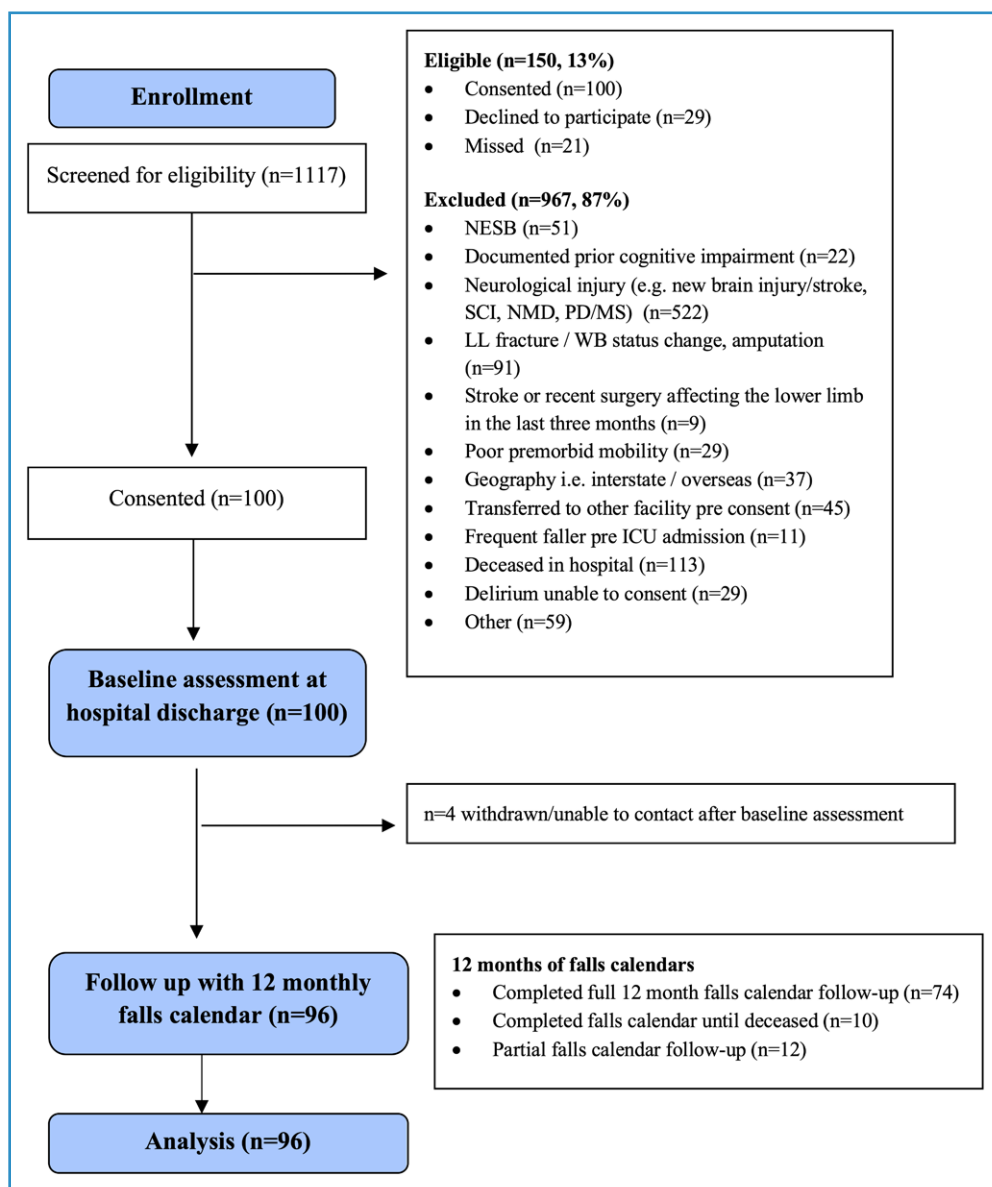 Enrollment
Screened for eligibility (n=1117)
Eligible (n=150, 13%)
• Consented (n=100)
• Declined to participate (n=29)
• Missed (n=21)
Excluded (n=967, 87%)
• NESB (n=51)
• Documented prior cognitive impairment (n=22)
• Neurological injury (e.g. new brain injury/stroke,
SCI, NMD, PD/MS) (n=522)
• LL fracture / WB status change, amputation
(n=91)
• Stroke or recent surgery affecting the lower limb
in the last three months (n=9)
• Poor premorbid mobility (n=29)
• Geography i.e. interstate / overseas (n=37)
• Transferred to other facility pre consent (n=45)
• Frequent faller pre ICU admission (n=11)
• Deceased in hospital (n=113)
• Delirium unable to consent (n=29)
• Other (n=59)
Consented (n=100)
Baseline assessment at
hospital discharge (n=100)
n=4 withdrawn/unable to contact after baseline assessment
Follow up with 12 monthly
falls calendar (n=96)
12 months of falls calendars
• Completed full 12 month falls calendar follow-up (n=74)
• Completed falls calendar until deceased (n=10)
• Partial falls calendar follow-up (n=12)
Analysis (n=96)